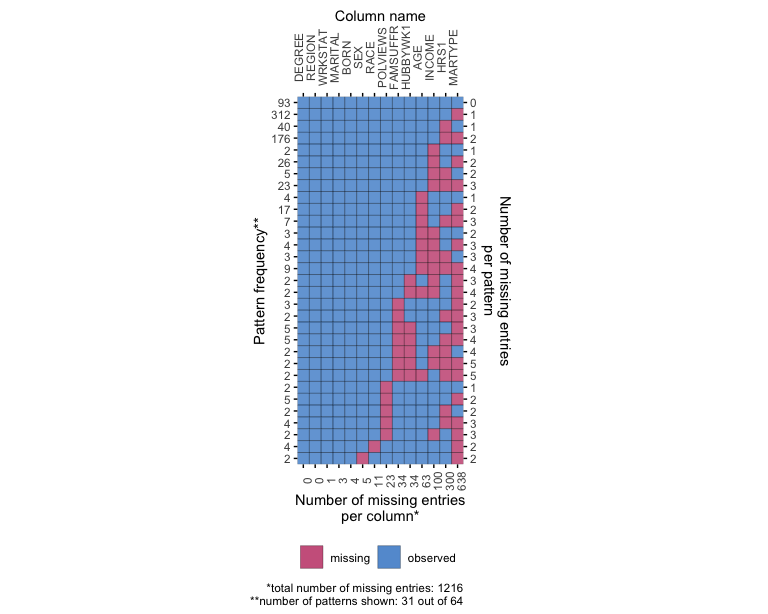 Column name
DEGREE
REGION
WRKSTAT
MARITAL
BORN
SEX
RACE
POLVIEWS
FAMSUFFR
HUBBYWK1
AGE
INCOME
HRS1
MARTYPE
Pattern frequency**
93 0
312 1
40 1
176 2
2 1
26 2
5 2
23 3
4 1
17 2
7 3
3 2
4 3
3 3
9 4
2 3
2 4
3 2
2 3
5 3
5 4
2 4
2 5
2 5
2 1
5 2
2 2
4 3
2 3
4 2
2 2
Number of missing entries
per pattern
0
0
1
3
4
5
11
23
34
34
63
100
300
638
Number of missing entries
per column*
missing observed
*total number of missing entries: 1216
**number of patterns shown: 31 out of 64